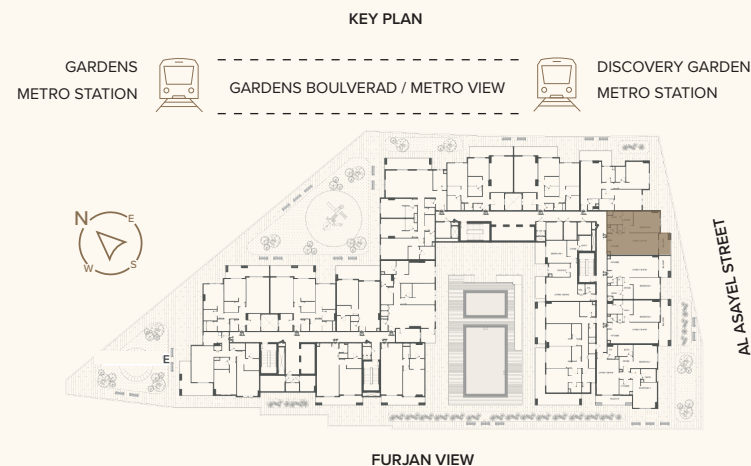 KEY PLAN
GARDENS
METRO STATION
GARDENS BOULVERAD / METRO VIEW
DISCOVERY GARDEN
METRO STATION
N
E
W
S
AL ASAYEL STREET
E
FURJAN VIEW